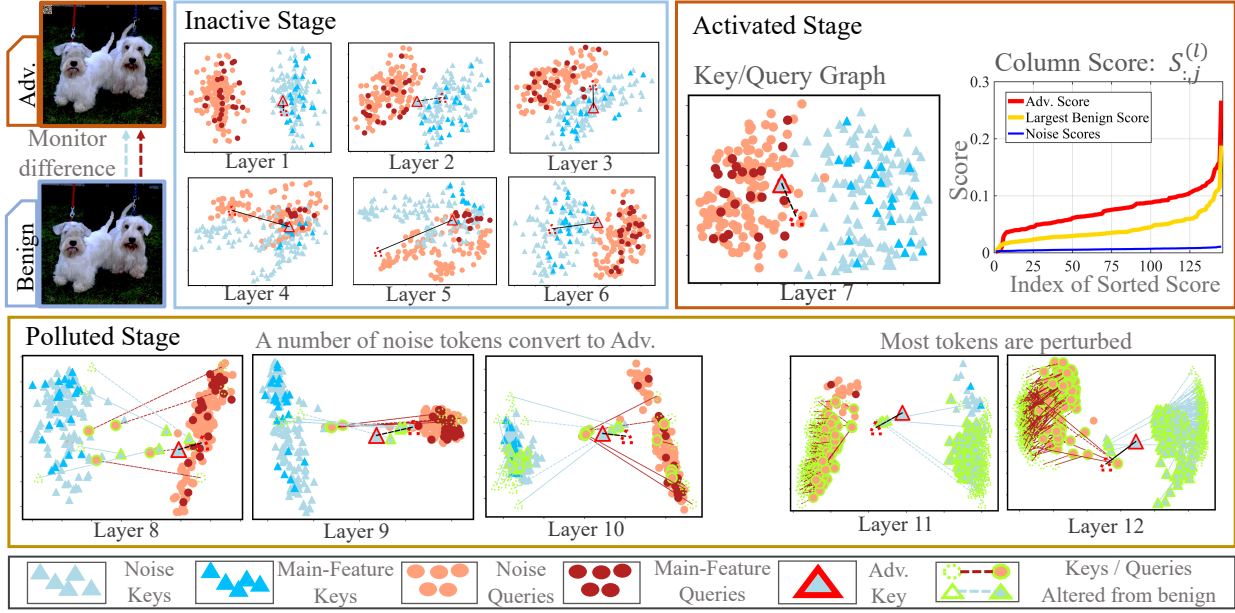 Adv.
Monitor
difference
Benign
Inactive Stage
Layer 1
Layer 2
Layer 3
Layer 4
Layer 5
Layer 6
Activated Stage
Key/Query Graph
Layer 7
Column Score: S_{:,j}^{(l)}
0.3
0.2
0.1
0
Score
Adv. Score
Largest Benign Score
Noise Scores
0 25 50 75 100 125
Index of Sorted Score
Polluted Stage
A number of noise tokens convert to Adv.
Most tokens are perturbed
Layer 8
Layer 9
Layer 10
Layer 11
Layer 12
Noise
Keys
Main-Feature
Keys
Noise
Queries
Main-Feature
Queries
Adv.
Key
Keys / Queries
Altered from benign